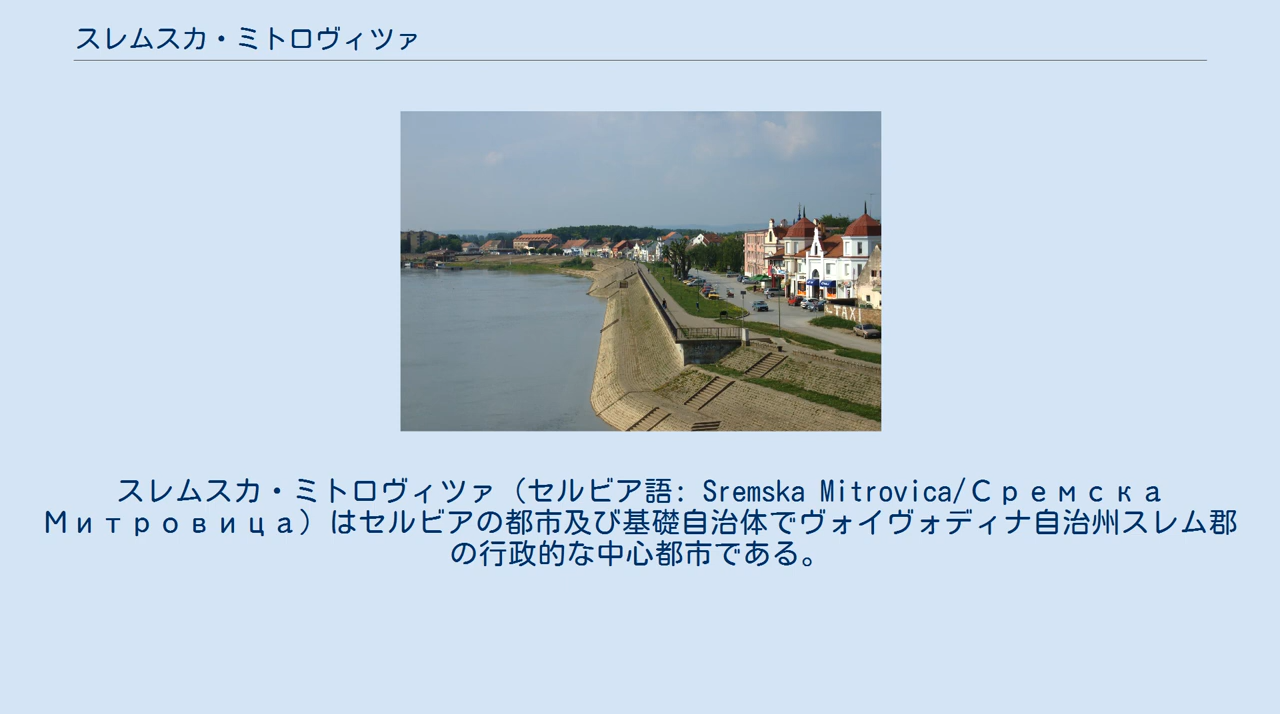 スレムスカ・ミトロヴィツァ
TAXI
スレムスカ・ミトロヴィツァ（セルビア語: Sremska Mitrovica/Сремска
Митровица）はセルビアの都市及び基礎自治体でヴォイヴォディナ自治州スレム郡
の行政的な中心都市である。